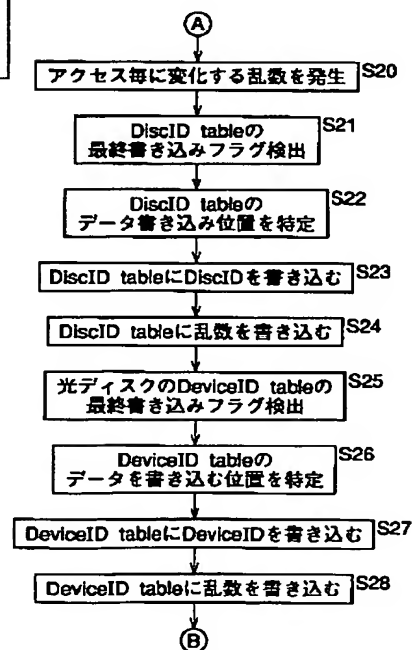 A
アクセス毎に変化する乱数を発生 S20
DiscID tableの S21
最終書き込みフラグ検出
DiscID tableの S22
データ書き込み位置を特定
DiscID tableにDiscIDを書き込む S23
DiscID tableに乱数を書き込む S24
光ディスクのDeviceID tableの S25
最終書き込みフラグ検出
DeviceID tableの S26
データを書き込む位置を特定
DeviceID tableにDeviceIDを書き込む S27
DeviceID tableに乱数を書き込む S28
B